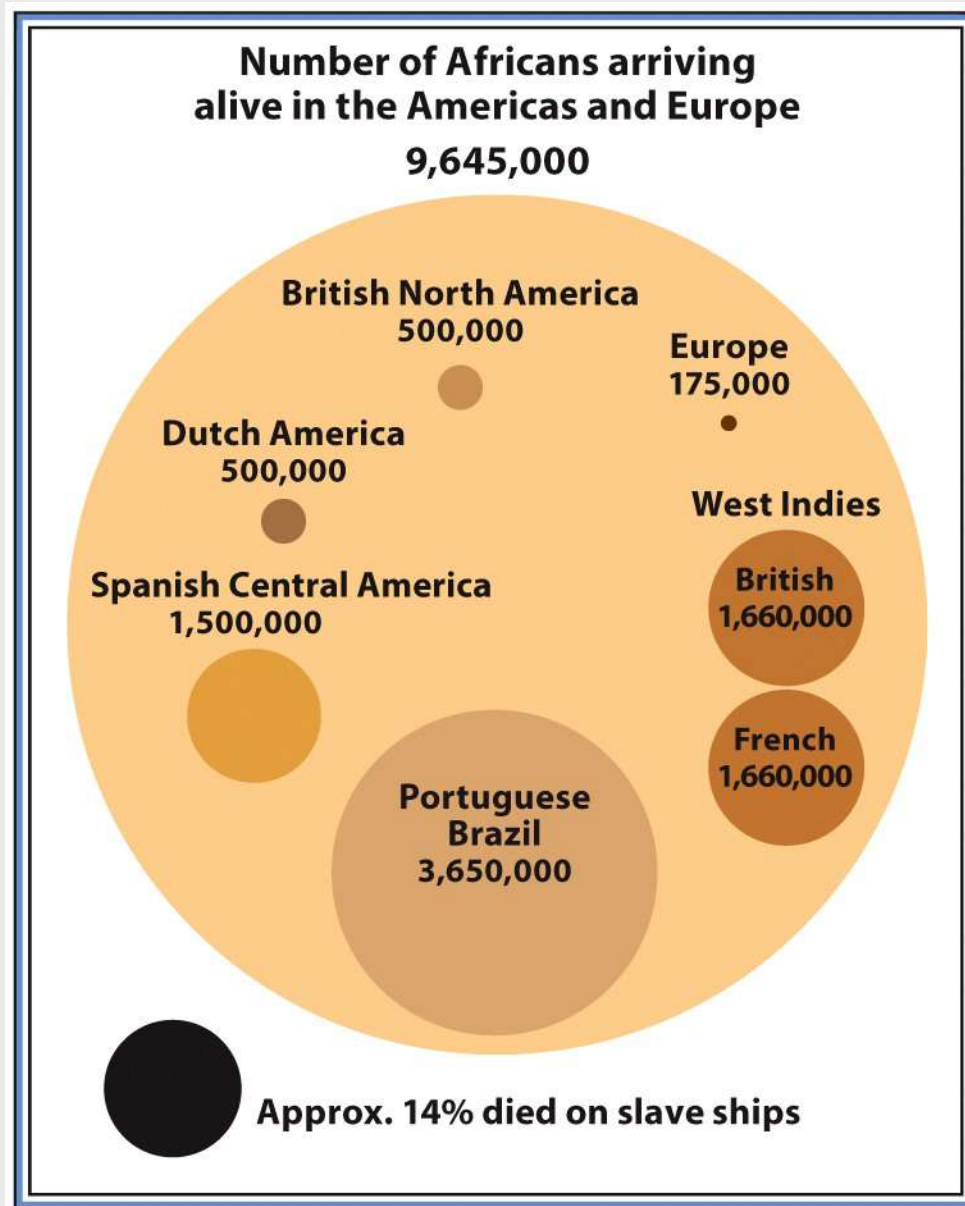 Number of Africans arriving
alive in the Americas and Europe
9,645,000
British North America
500,000
Europe
175,000
Dutch America
500,000
West Indies
Spanish Central America
1,500,000
British
1,660,000
French
1,660,000
Portuguese
Brazil
3,650,000
Approx. 14% died on slave ships